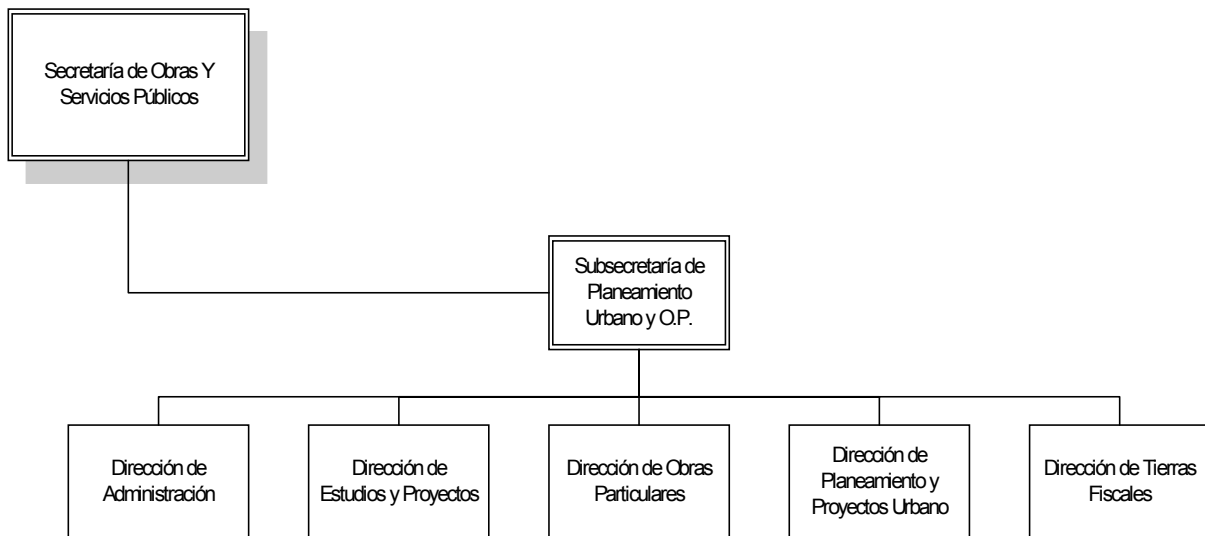 Secretaría de Obras Y
Servicios Públicos
Subsecretaría de
Planeamiento
Urbano y O.P.
Dirección de
Administración
Dirección de
Estudios y Proyectos
Dirección de Obras
Particulares
Dirección de
Planeamiento y
Proyectos Urbano
Dirección de Tierras
Fiscales